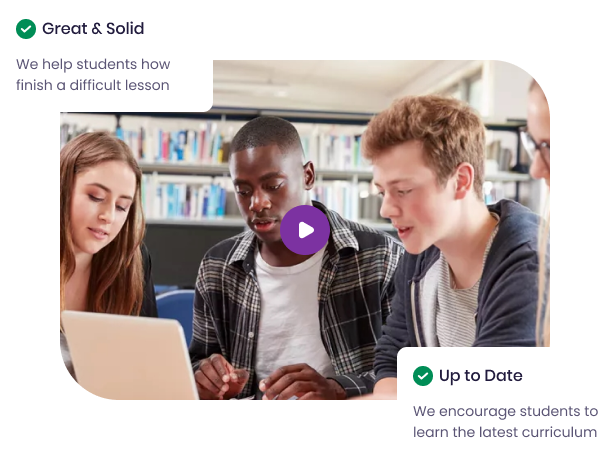 Great & Solid
We help students how
finish a difficult lesson
Up to Date
We encourage students to
learn the latest curriculum